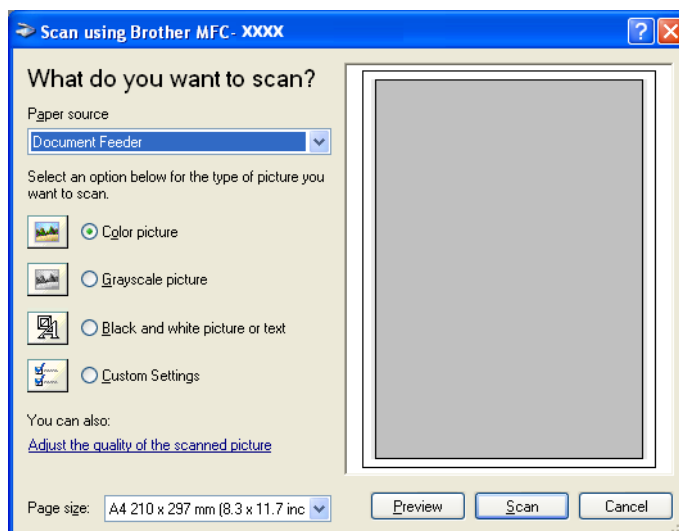 Scan using Brother MFC- XXXX
What do you want to scan?
Paper source
Document Feeder
Select an option below for the type of picture you
want to scan.
Color picture
Grayscale picture
Black and white picture or text
Custom Settings
You can also:
Adjust the quality of the scanned picture
Page size: A4 210 x 297 mm (8.3 x 11.7 inc
Preview Scan Cancel